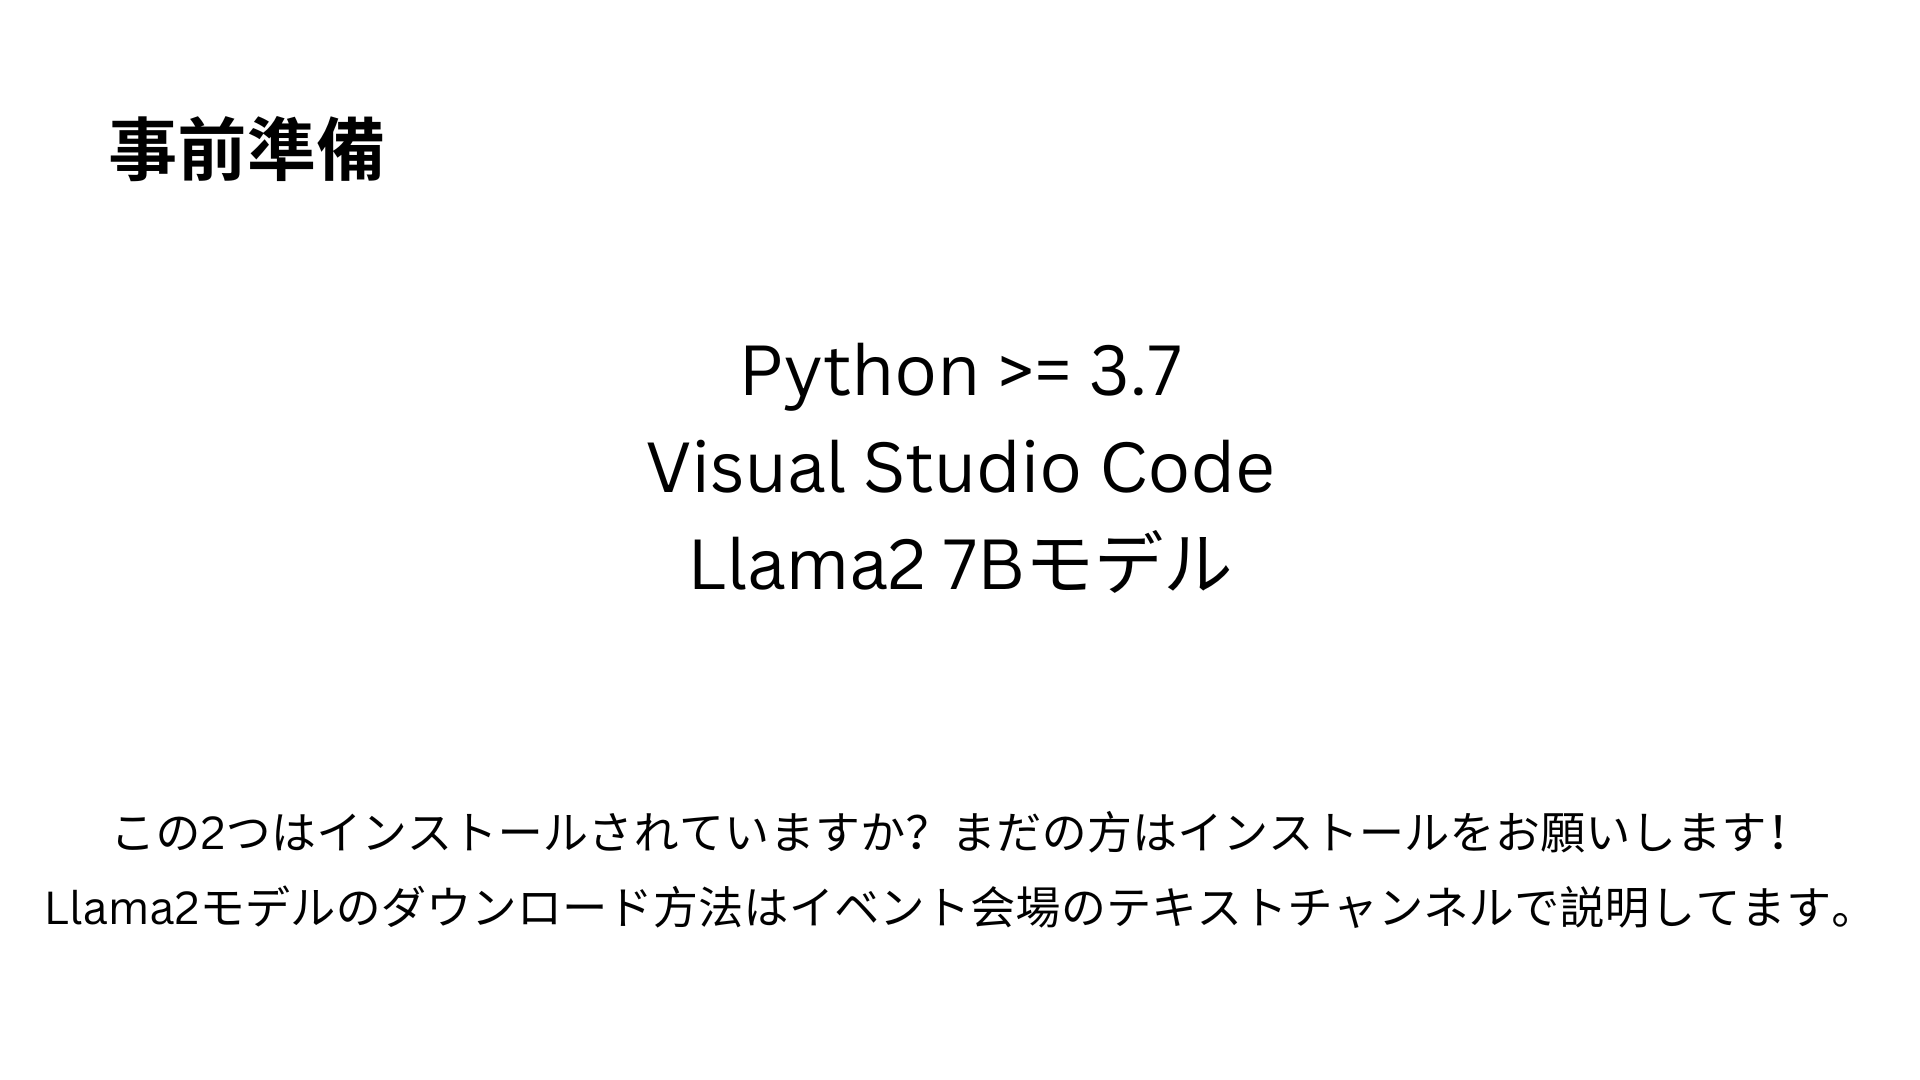 事前準備
Python >= 3.7
Visual Studio Code
Llama2 7Bモデル
この2つはインストールされていますか？まだの方はインストールをお願いします！
Llama2モデルのダウンロード方法はイベント会場のテキストチャンネルで説明してます。